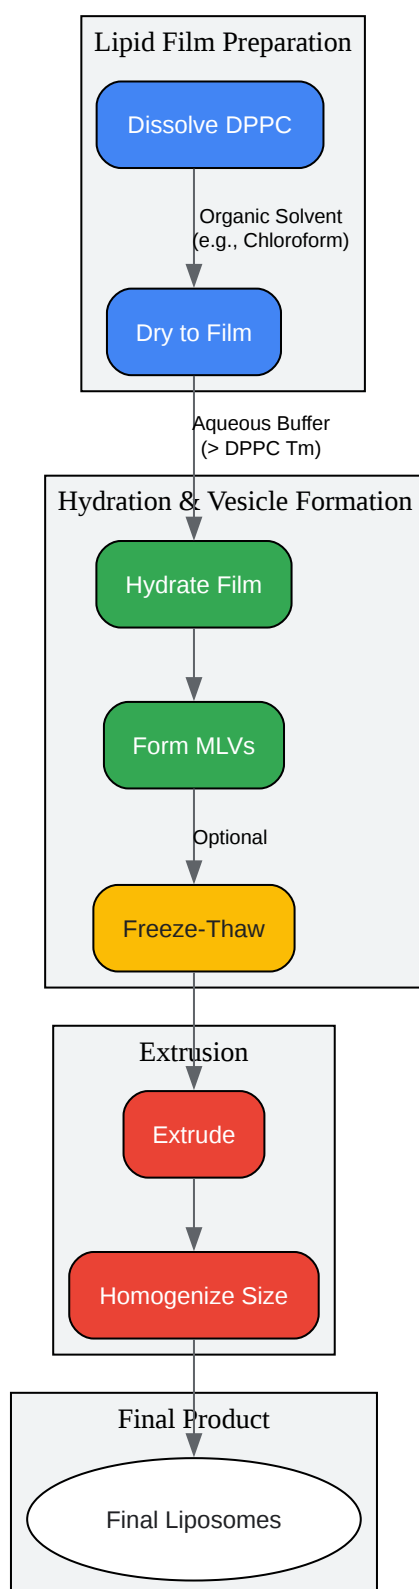 Lipid Film Preparation
Dissolve DPPC
Organic Solvent
(e.g., Chloroform)
Dry to Film
Aqueous Buffer
(> DPPC Tm)
Hydration & Vesicle Formation
Hydrate Film
Form MLVs
Optional
Freeze-Thaw
Extrusion
Extrude
Homogenize Size
Final Product
Final Liposomes